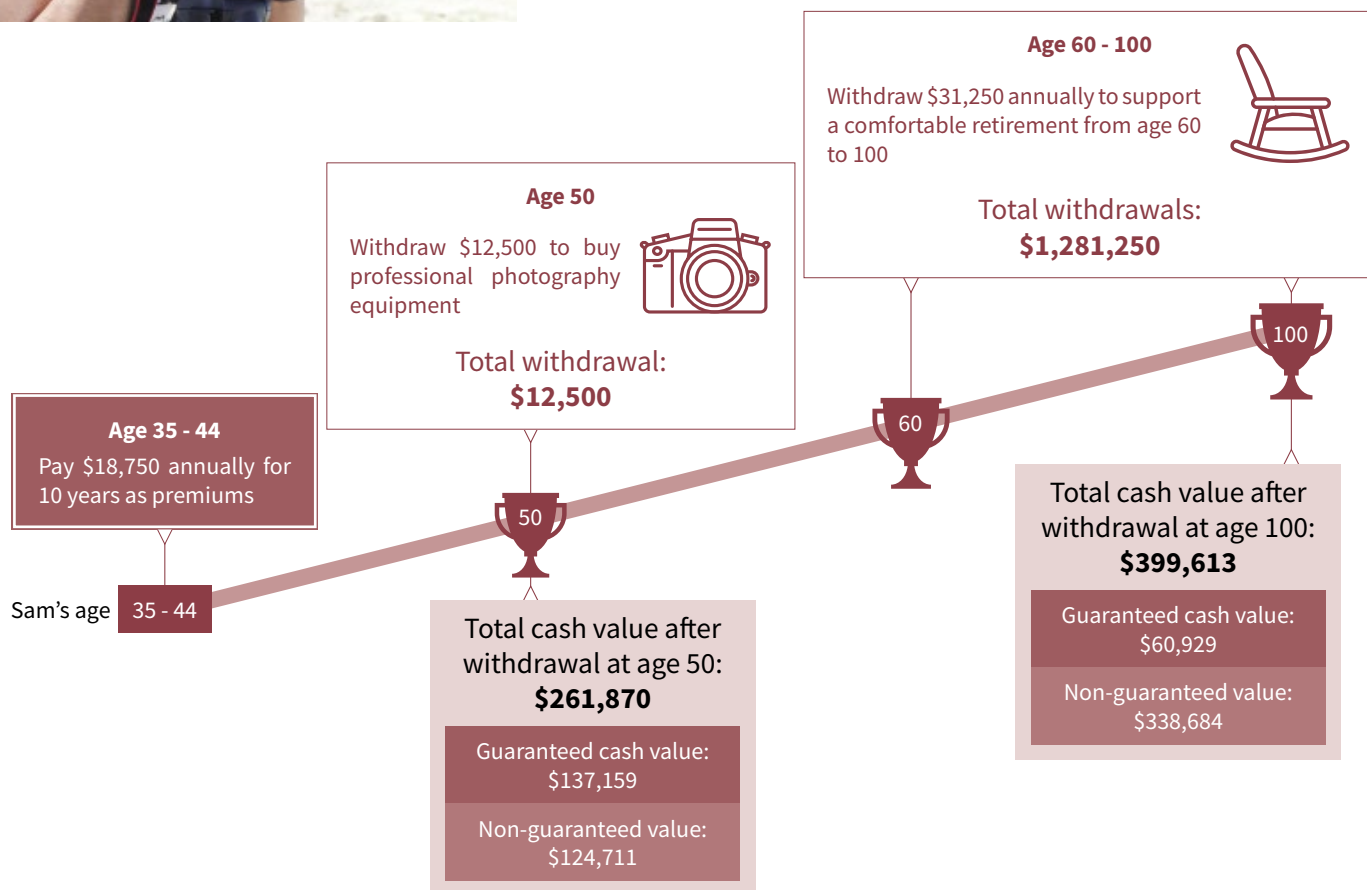 Age 60 - 100
Withdraw $31,250 annually to support
a comfortable retirement from age 60
to 100
Total withdrawals:
$1,281,250
Age 50
Withdraw $12,500 to buy
professional photography
equipment
Total withdrawal:
$12,500
Age 35 - 44
Pay $18,750 annually for
10 years as premiums
100
60
50
Sam’s age 35 - 44
Total cash value after
withdrawal at age 50:
$261,870
Guaranteed cash value:
$137,159
Non-guaranteed value:
$124,711
Total cash value after
withdrawal at age 100:
$399,613
Guaranteed cash value:
$60,929
Non-guaranteed value:
$338,684